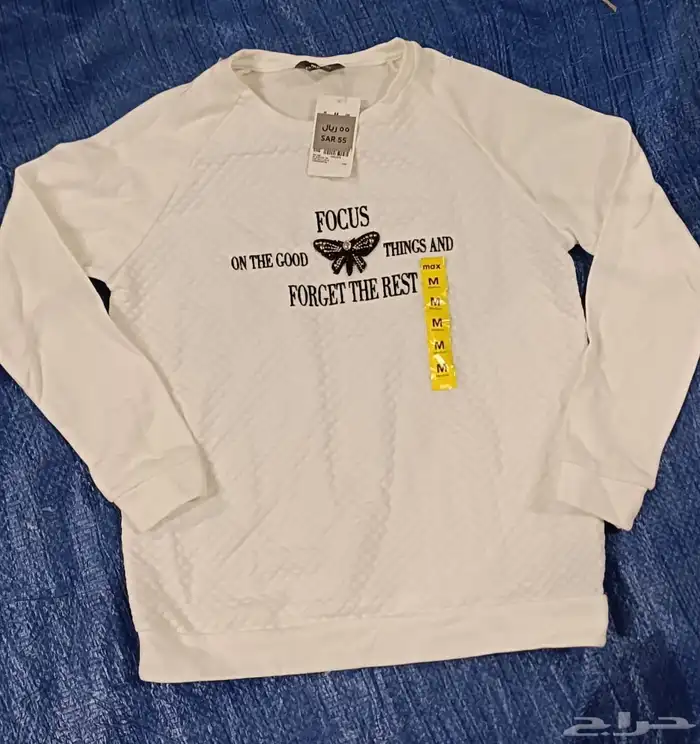 ريال ٥٥
SAR 55
FOCUS
ON THE GOOD THINGS AND
FORGET THE REST
max
M
M
M
M
M
حراج